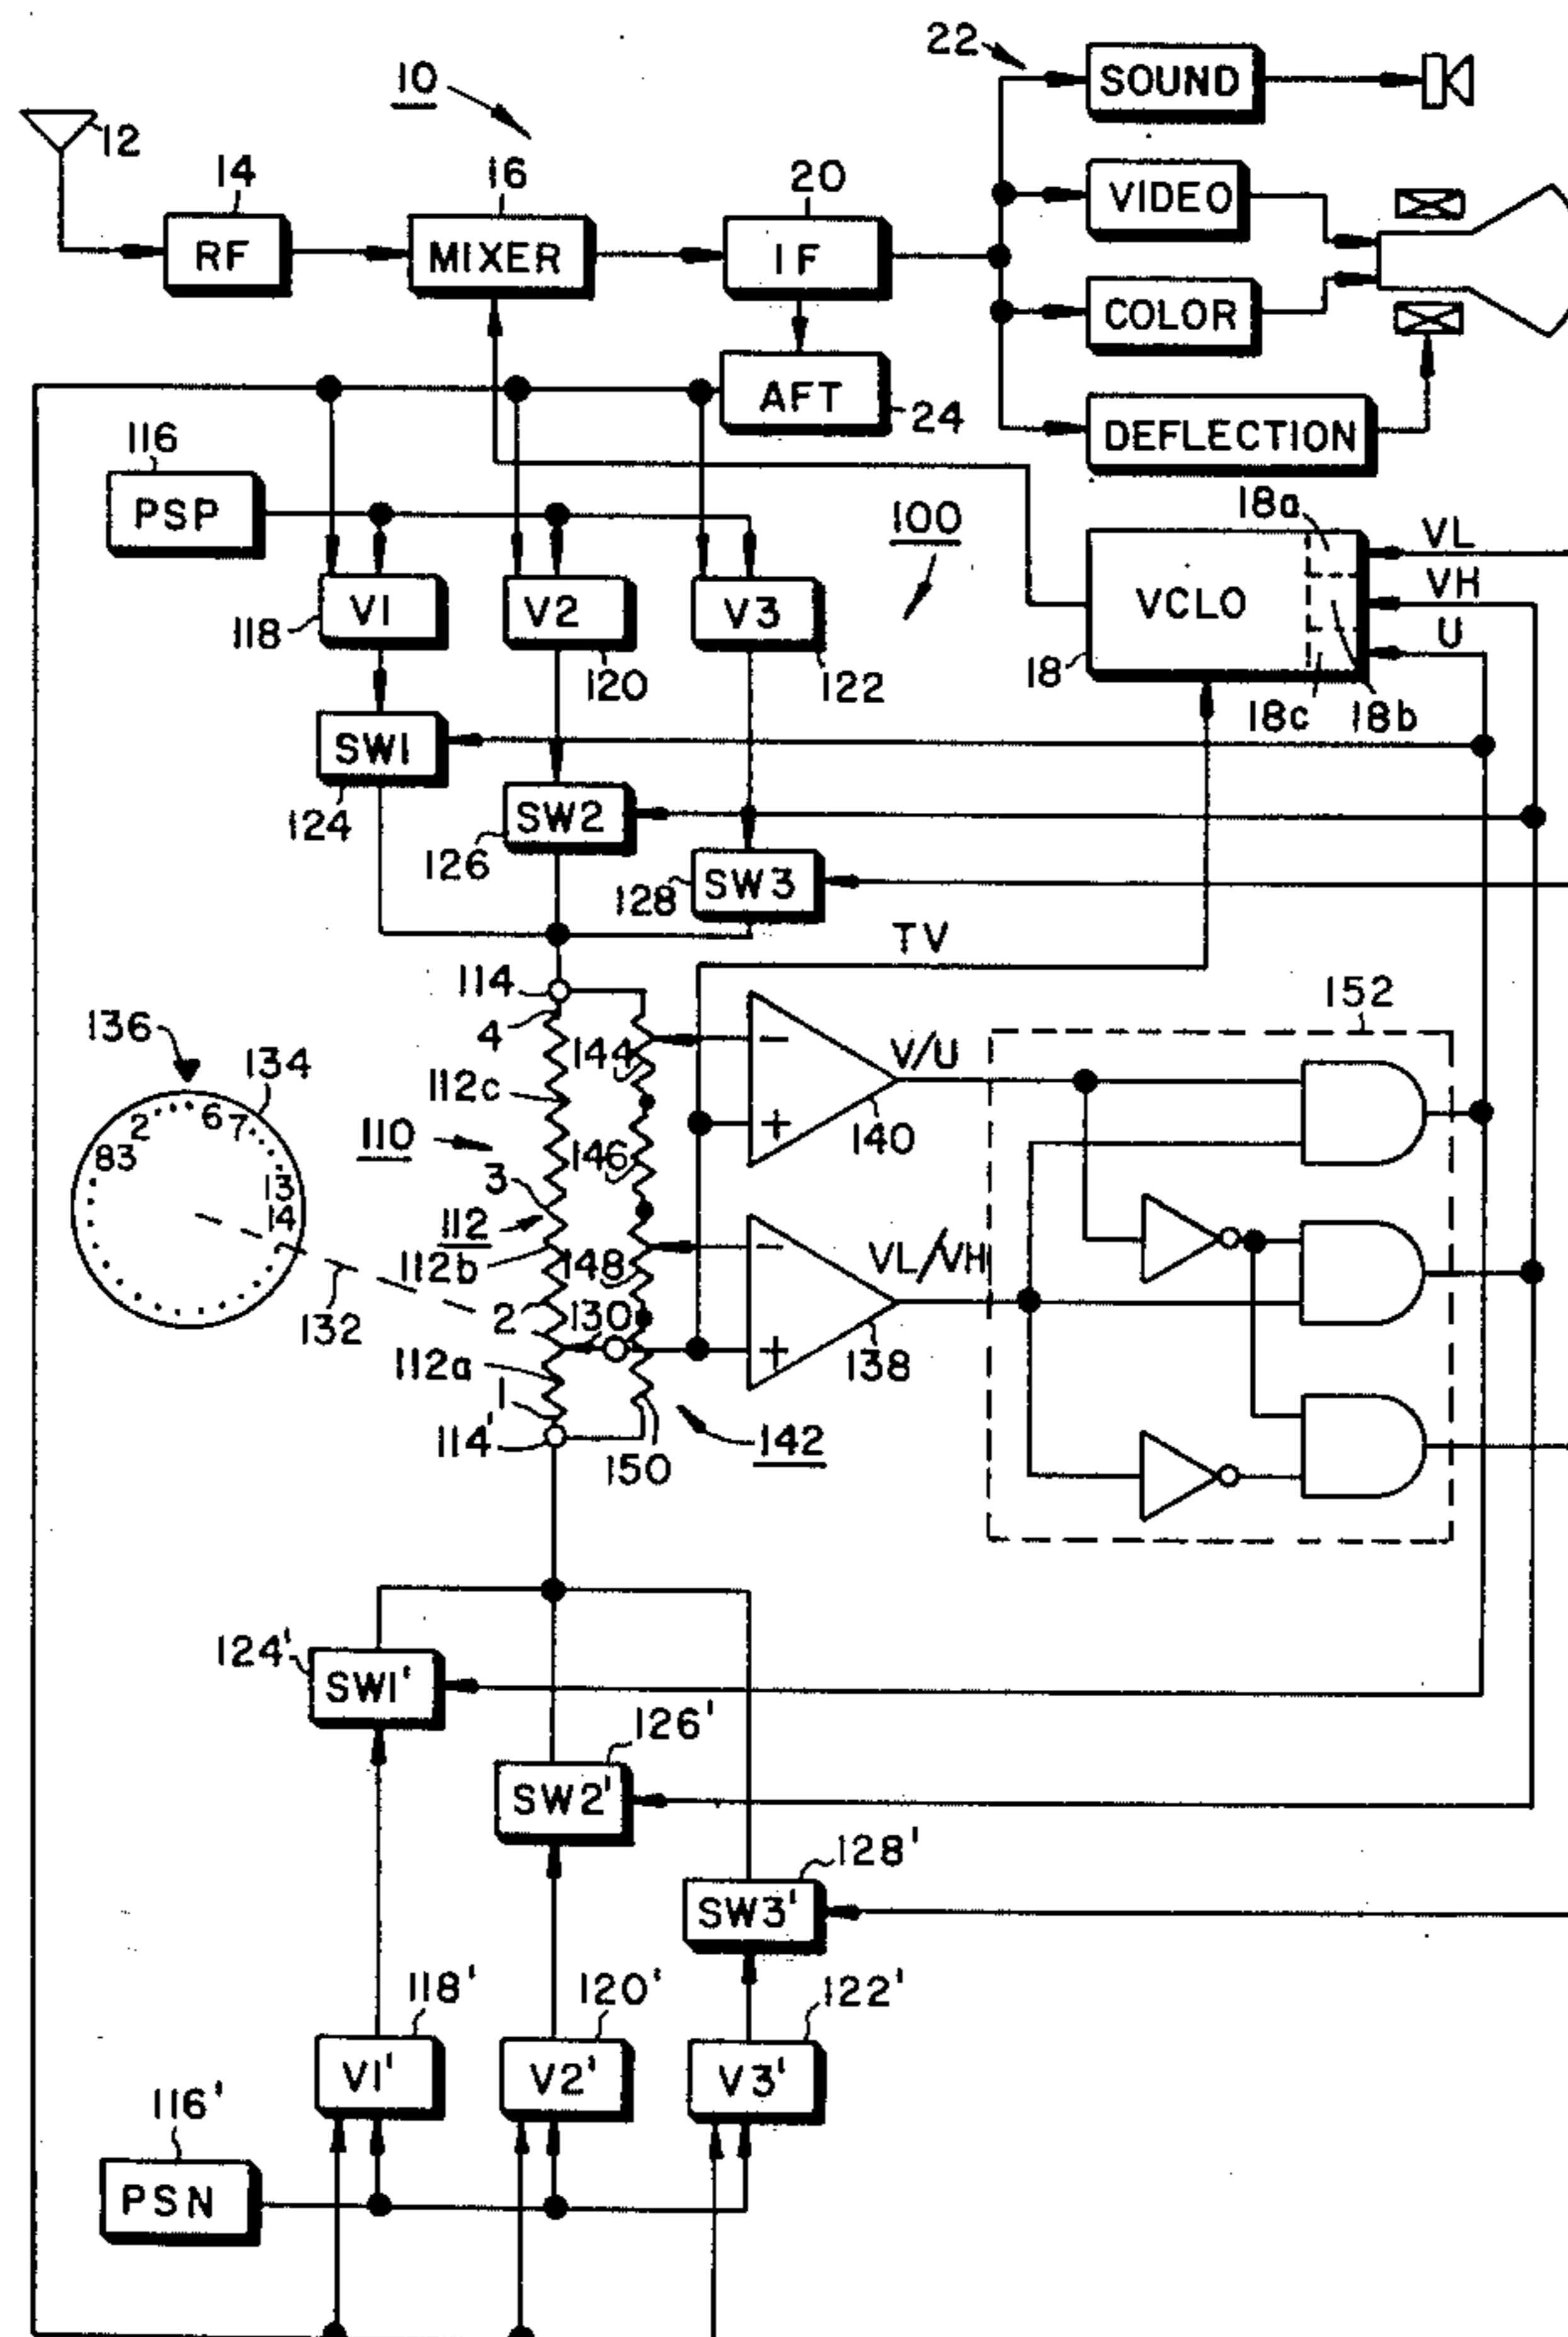 22
SOUND
10
12
14
16
20
VIDEO
RF
MIXER
IF
COLOR
AFT
24
DEFLECTION
116
PSP
100
18a
VL
VH
VCLO
U
V1
V2
V3
118
120
122
18
18c
18b
SW1
SW2
124
126
SW3
128
TV
114
152
4
136
134
144
−
V/U
112c
2
6
7
110
+
140
83
146
3
13
14
112
−
112b
148
VL/VH
132
2
130
+
138
112a
1
114'
150
142
124'
SW1'
126'
SW2'
128'
SW3'
118'
120'
122'
V1'
V2'
V3'
116'
PSN